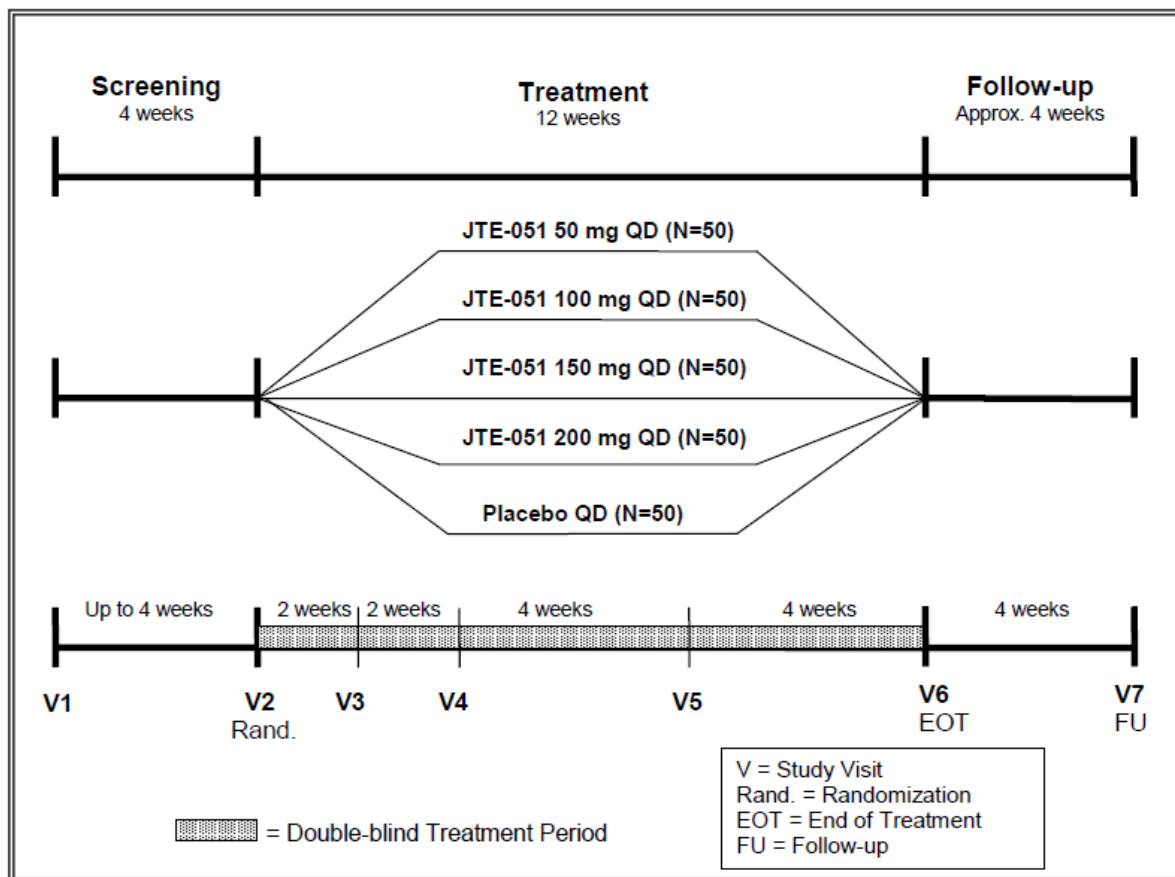 Screening
4 weeks
Treatment
12 weeks
Follow-up
Approx. 4 weeks
JTE-051 50 mg QD (N=50)
JTE-051 100 mg QD (N=50)
JTE-051 150 mg QD (N=50)
JTE-051 200 mg QD (N=50)
Placebo QD (N=50)
Up to 4 weeks
2 weeks
2 weeks
4 weeks
4 weeks
4 weeks
V1
V2
Rand.
V3
V4
V5
V6
EOT
V7
FU
= Double-blind Treatment Period
V = Study Visit
Rand. = Randomization
EOT = End of Treatment
FU = Follow-up